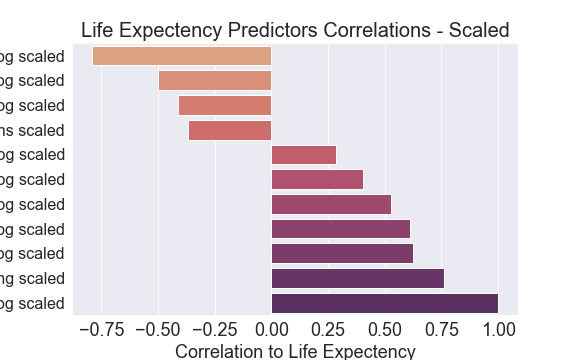 Life Expectency Predictors Correlations - Scaled
og scaled
og scaled
og scaled
ns scaled
og scaled
og scaled
og scaled
og scaled
og scaled
ng scaled
og scaled
−0.75 −0.50 −0.25 0.00 0.25 0.50 0.75 1.00
Correlation to Life Expectency